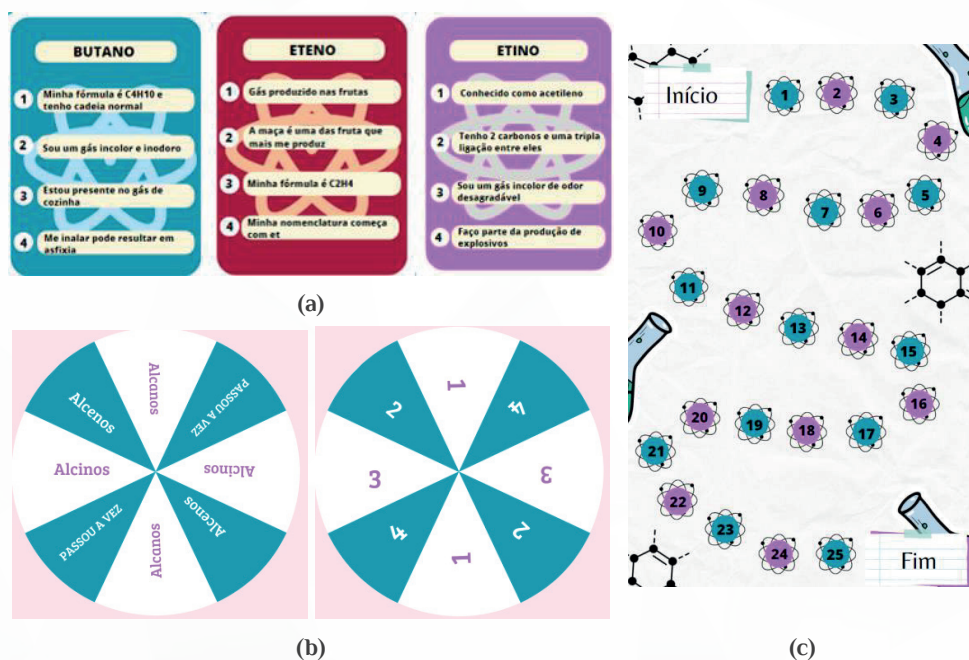 BUTANO
1 Minha fórmula é C4H10 e
tenho cadeia normal
2 Sou um gás incolor e inodoro
3 Estou presente no gás de
cozinha
4 Me inalar pode resultar em
asfixia
ETENO
1 Gás produzido nas frutas
2 A maça é uma das fruta que
mais me produz
3 Minha fórmula é C2H4
4 Minha nomenclatura começa
com et
ETINO
1 Conhecido como acetileno
2 Tenho 2 carbonos e uma tripla
ligação entre eles
3 Sou um gás incolor de odor
desagradável
4 Faço parte da produção de
explosivos
(a)
Alcanos
PASSOU A VEZ
Alcinos
Alcenos
Alcanos
PASSOU A VEZ
Alcinos
Alcenos
1
4
3
2
1
4
3
2
(b)
Início
1
2
3
4
5
6
7
8
9
10
11
12
13
14
15
16
17
18
19
20
21
22
23
24
25
Fim
(c)